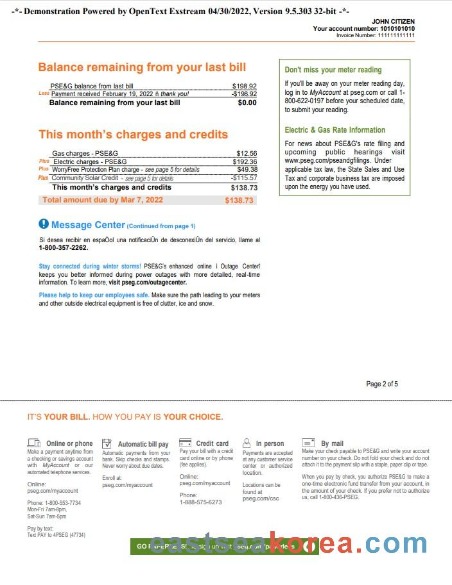 -*- Demonstration Powered by OpenText Exstream 04/30/2022, Version 9.5.303 32-bit -*-
JOHN CITIZEN
Your account number: 1010101010
Invoice Number: 111111111111
Balance remaining from your last bill
PSE&G balance from last bill $198.92
Less Payment received February 19, 2022 thank you! -$198.92
Balance remaining from your last bill $0.00
This month's charges and credits
Gas charges - PSE&G $12.56
Plus Electric charges - PSE&G $192.36
Plus WorryFree Protection Plan charge - see page 5 for details $49.38
Plus Community Solar Credit - see page 5 for details -$115.57
This month's charges and credits $138.73
Total amount due by Mar 7, 2022 $138.73
Message Center (Continued from page 1)
Si desea recibir en espaOol una notificaciUn de desconexiUn del servicio, llame al
1-800-357-2262.
Stay connected during winter storms! PSE&G's enhanced online Outage Center
keeps you better informed during power outages with more detailed, real-time
information. To learn more, visit pseg.com/outagecenter.
Please help to keep our employees safe. Make sure the path leading to your meters
and other outside electrical equipment is free of clutter, ice and snow.
Don't miss your meter reading
If you'll be away on your meter reading day,
log in to MyAccount at pseg.com or call 1-
800-622-0197 before your scheduled date,
to submit your reading.
Electric & Gas Rate Information
For news about PSE&G's rate filing and
upcoming public hearings visit
www.pseg.com/pseandgfilings. Under
applicable tax law, the State Sales and Use
Tax and corporate business tax are imposed
upon the energy you have used.
Page 2 of 5
IT'S YOUR BILL. HOW YOU PAY IS YOUR CHOICE.
Online or phone
Make a payment anytime from
a checking or savings account
with MyAccount or our
automated telephone services.
Online:
pseg.com/myaccount
Phone: 1-800-553-7734
Mon-Fri 7am-8pm,
Sat-Sun 7am-6pm
Pay by text:
Text PAY to 4PSEG (47734)
Automatic bill pay
Automatic payments from your
bank. Skip checks and stamps.
Never worry about due dates.
Enroll at
pseg.com/myaccount
Credit card
Pay your bill with a credit
card online or by phone
(fee applies).
Online:
pseg.com/myaccount
Phone:
1-888-575-6273
In person
Payments are accepted
at any customer service
center or authorized
location.
Locations can be
found at
pseg.com/csc
By mail
Make your check payable to PSE&G and write your account
number on your check. Do not fold your check and do not
attach it to the payment slip with a staple, paper clip or tape.
When you pay by check, you authorize PSE&G to make a
one-time electronic fund transfer from your account, in
the amount of your check. If you prefer not to authorize
us, call 1-800-436-PSEG.
eastseakorea.com